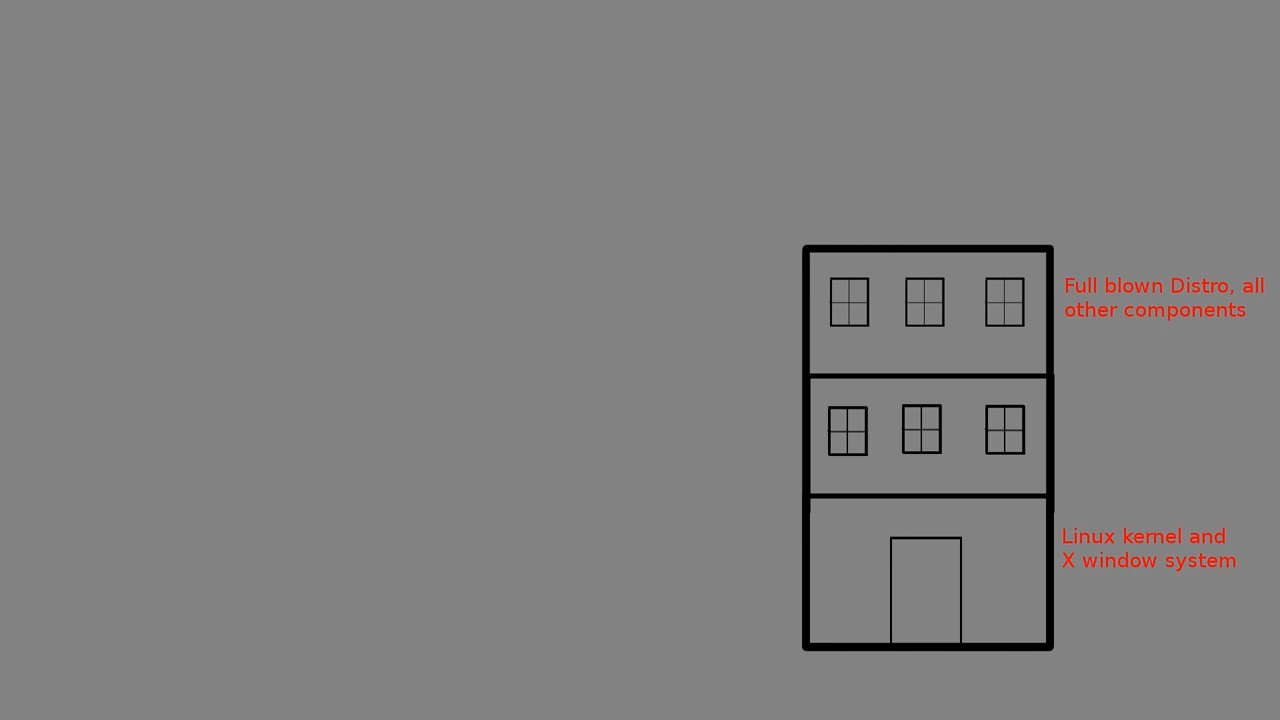 Full blown Distro, all
other components
Linux kernel and
X window system